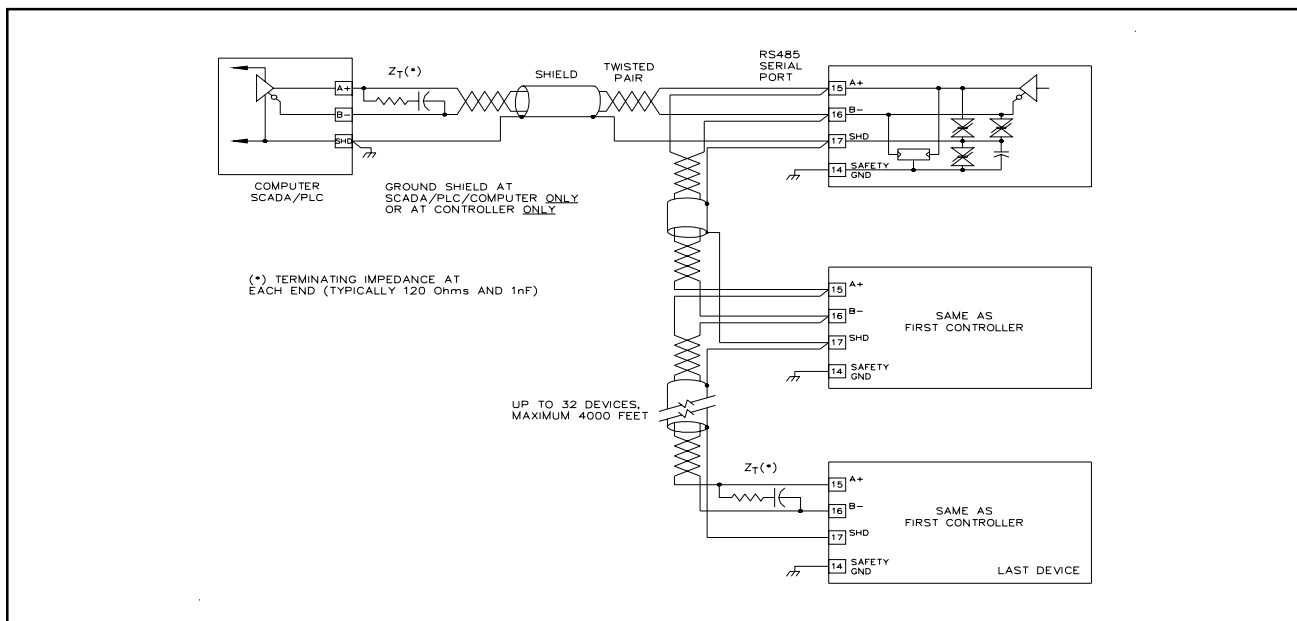 Z_T(*)
SHIELD
TWISTED
PAIR
RS485
SERIAL
PORT
A+
B-
SHD
COMPUTER
SCADA/PLC
GROUND SHIELD AT
SCADA/PLC/COMPUTER ONLY
OR AT CONTROLLER ONLY
(*) TERMINATING IMPEDANCE AT
EACH END (TYPICALLY 120 Ohms AND 1nF)
15 A+
16 B-
17 SHD
14 SAFETY
GND
15 A+
16 B-
17 SHD
14 SAFETY
GND
SAME AS
FIRST CONTROLLER
UP TO 32 DEVICES,
MAXIMUM 4000 FEET
Z_T(*)
15 A+
16 B-
17 SHD
14 SAFETY
GND
SAME AS
FIRST CONTROLLER
LAST DEVICE